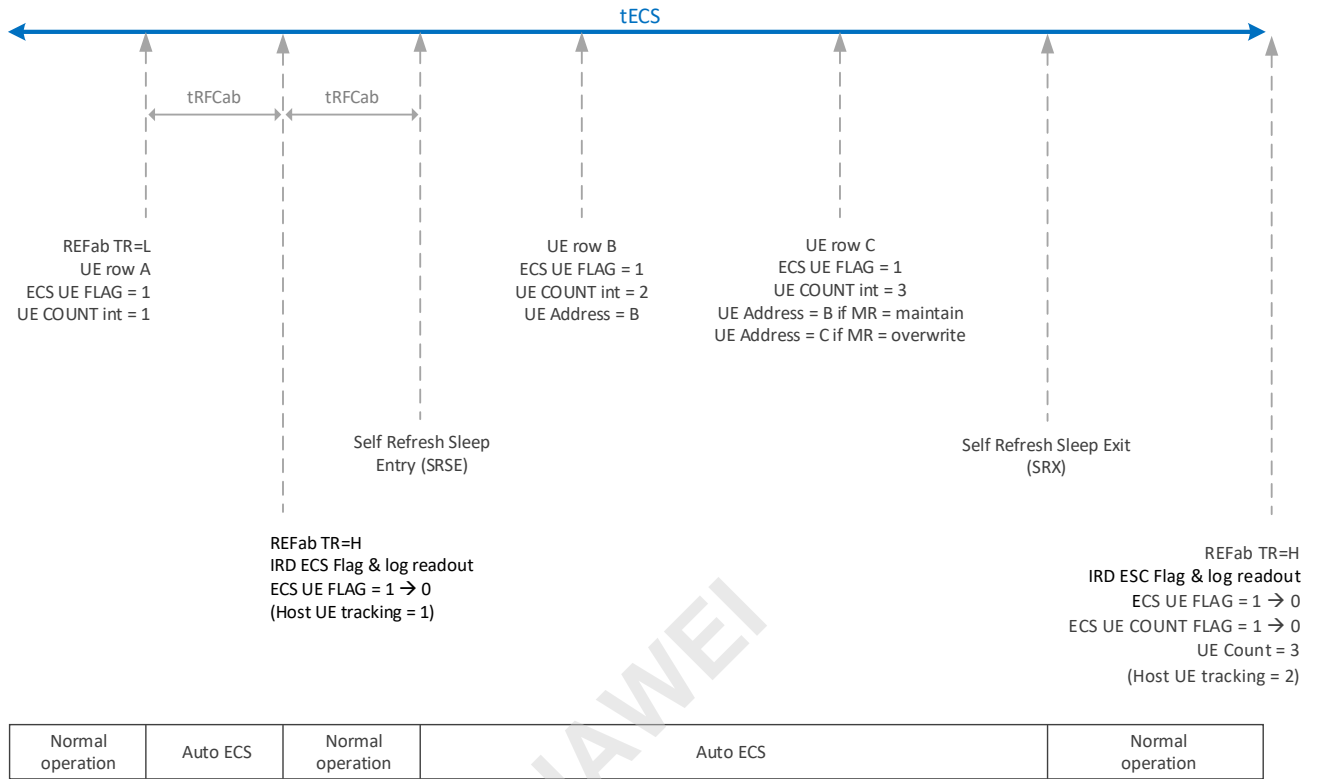 tECS
tRFCab
tRFCab
REFab TR=L
UE row A
ECS UE FLAG = 1
UE COUNT int = 1
UE row B
ECS UE FLAG = 1
UE COUNT int = 2
UE Address = B
UE row C
ECS UE FLAG = 1
UE COUNT int = 3
UE Address = B if MR = maintain
UE Address = C if MR = overwrite
Self Refresh Sleep
Entry (SRSE)
Self Refresh Sleep Exit
(SRX)
REFab TR=H
IRD ECS Flag & log readout
ECS UE FLAG = 1 → 0
(Host UE tracking = 1)
REFab TR=H
IRD ESC Flag & log readout
ECS UE FLAG = 1 → 0
ECS UE COUNT FLAG = 1 → 0
UE Count = 3
(Host UE tracking = 2)
Normal
operation
Auto ECS
Normal
operation
Auto ECS
Normal
operation